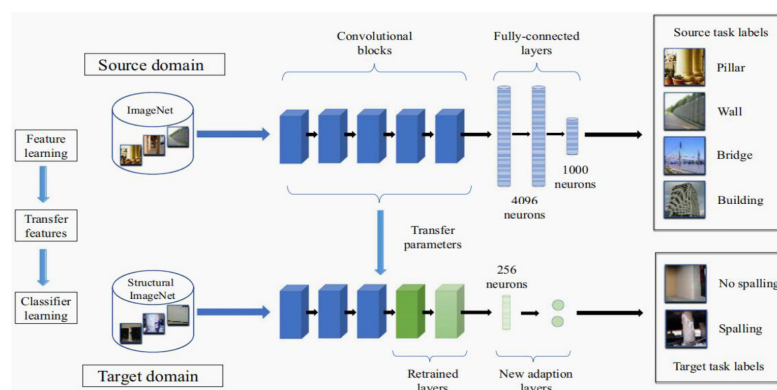 Source domain
Convolutional
blocks
Fully-connected
layers
Source task labels
ImageNet
Pillar
Wall
Bridge
Building
Feature
learning
1000
neurons
4096
neurons
Transfer
features
Transfer
parameters
Classifier
learning
Structural
ImageNet
256
neurons
No spalling
Spalling
Target domain
Retrained
layers
New adaption
layers
Target task labels